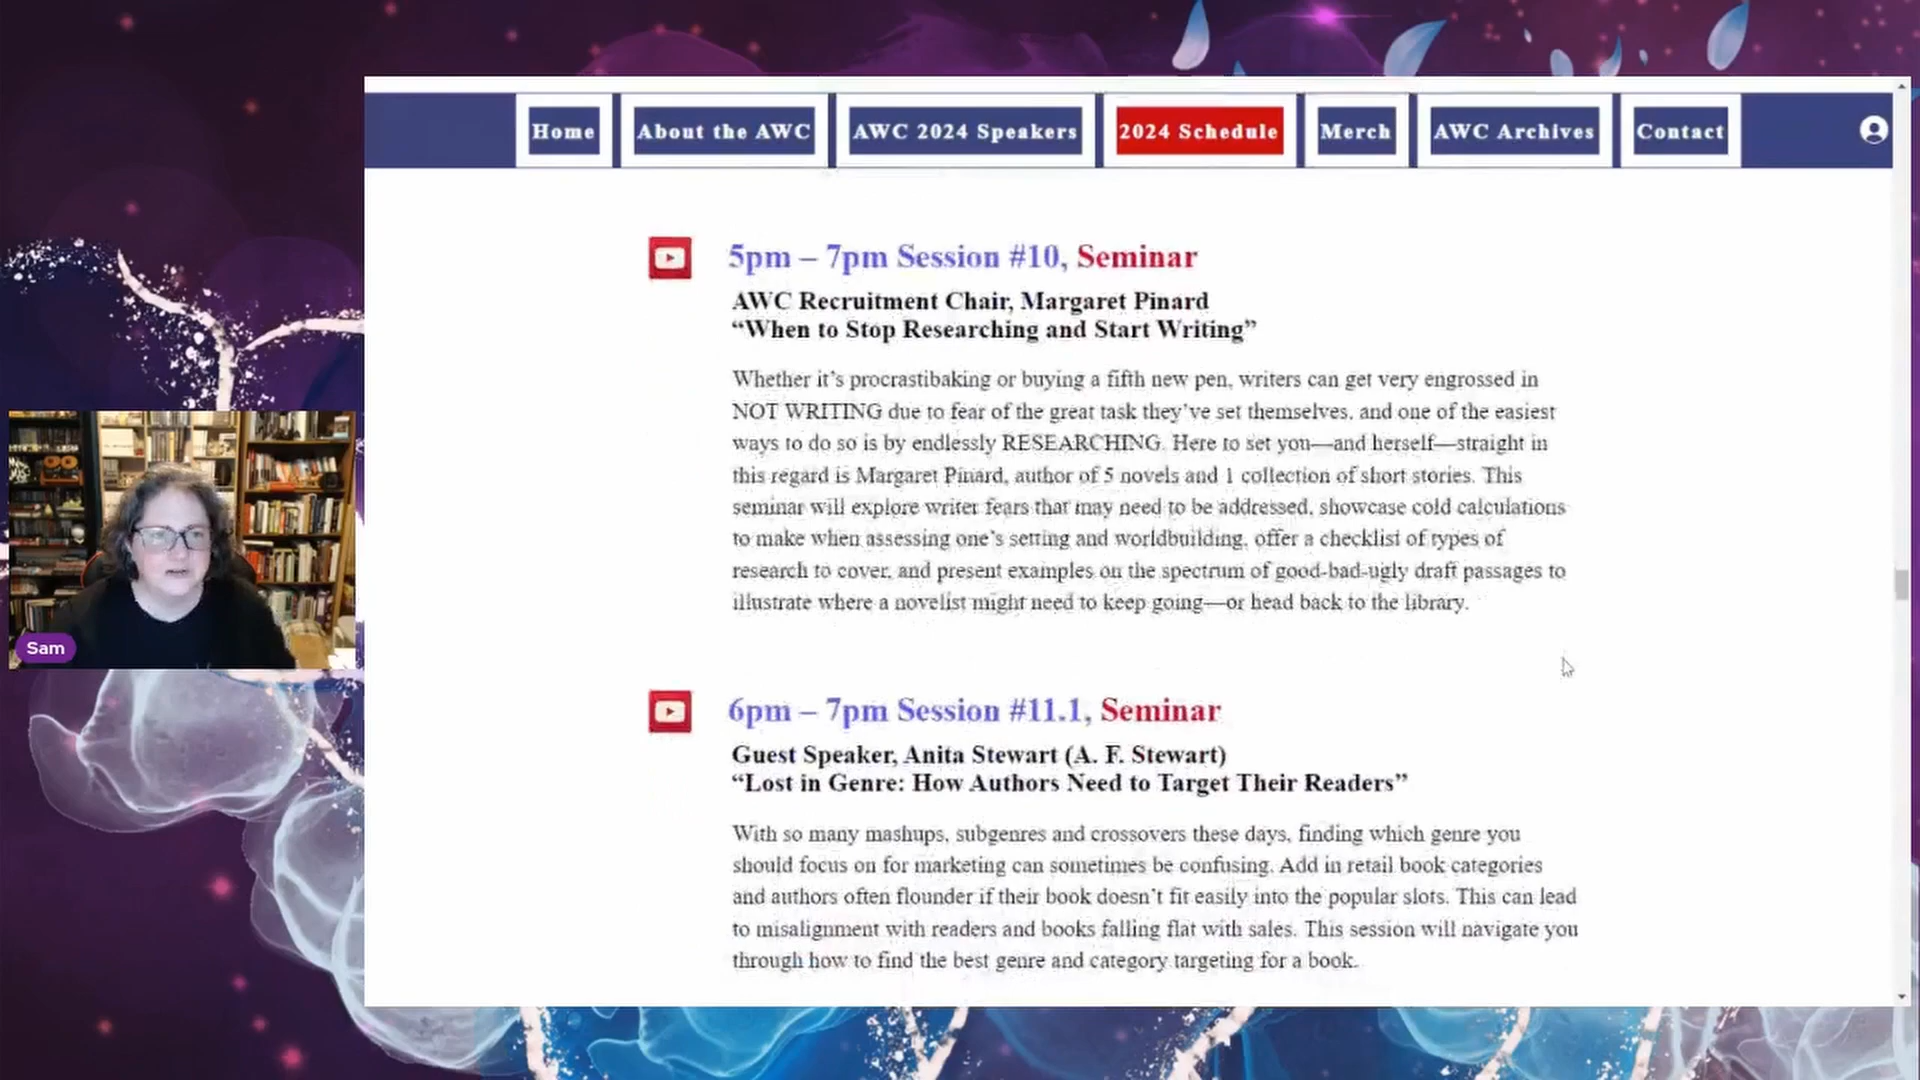 Home
About the AWC
AWC 2024 Speakers
2024 Schedule
Merch
AWC Archives
Contact
5pm – 7pm Session #10, Seminar
AWC Recruitment Chair, Margaret Pinard
“When to Stop Researching and Start Writing”
Whether it’s procrastibaking or buying a fifth new pen, writers can get very engrossed in
NOT WRITING due to fear of the great task they’ve set themselves, and one of the easiest
ways to do so is by endlessly RESEARCHING. Here to set you—and herself—straight in
this regard is Margaret Pinard, author of 5 novels and 1 collection of short stories. This
seminar will explore writer fears that may need to be addressed, showcase cold calculations
to make when assessing one’s setting and worldbuilding, offer a checklist of types of
research to cover, and present examples on the spectrum of good-bad-ugly draft passages to
illustrate where a novelist might need to keep going—or head back to the library.
6pm – 7pm Session #11.1, Seminar
Guest Speaker, Anita Stewart (A. F. Stewart)
“Lost in Genre: How Authors Need to Target Their Readers”
With so many mashups, subgenres and crossovers these days, finding which genre you
should focus on for marketing can sometimes be confusing. Add in retail book categories
and authors often flounder if their book doesn’t fit easily into the popular slots. This can lead
to misalignment with readers and books falling flat with sales. This session will navigate you
through how to find the best genre and category targeting for a book.
Sam